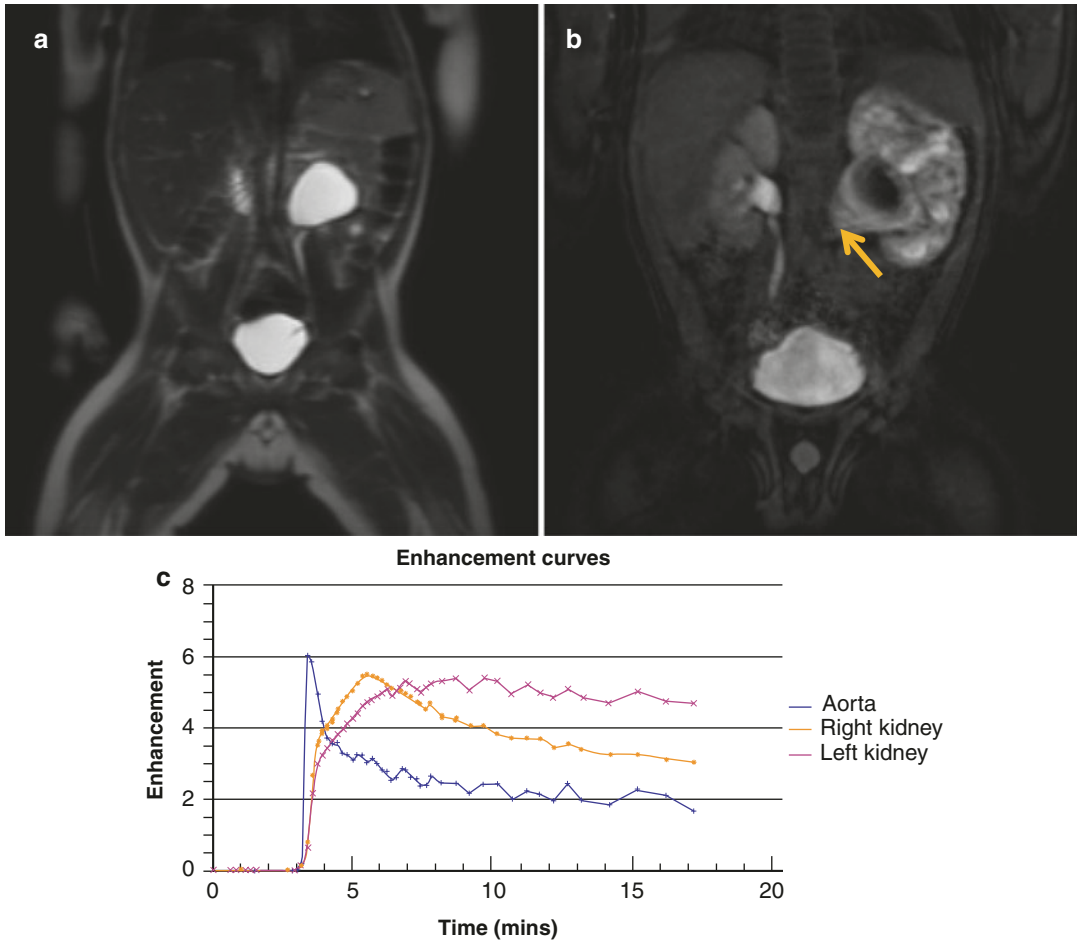 a
b
Enhancement curves
c
8
6
4
2
0
Enhancement
0 5 10 15 20
Time (mins)
Aorta
Right kidney
Left kidney